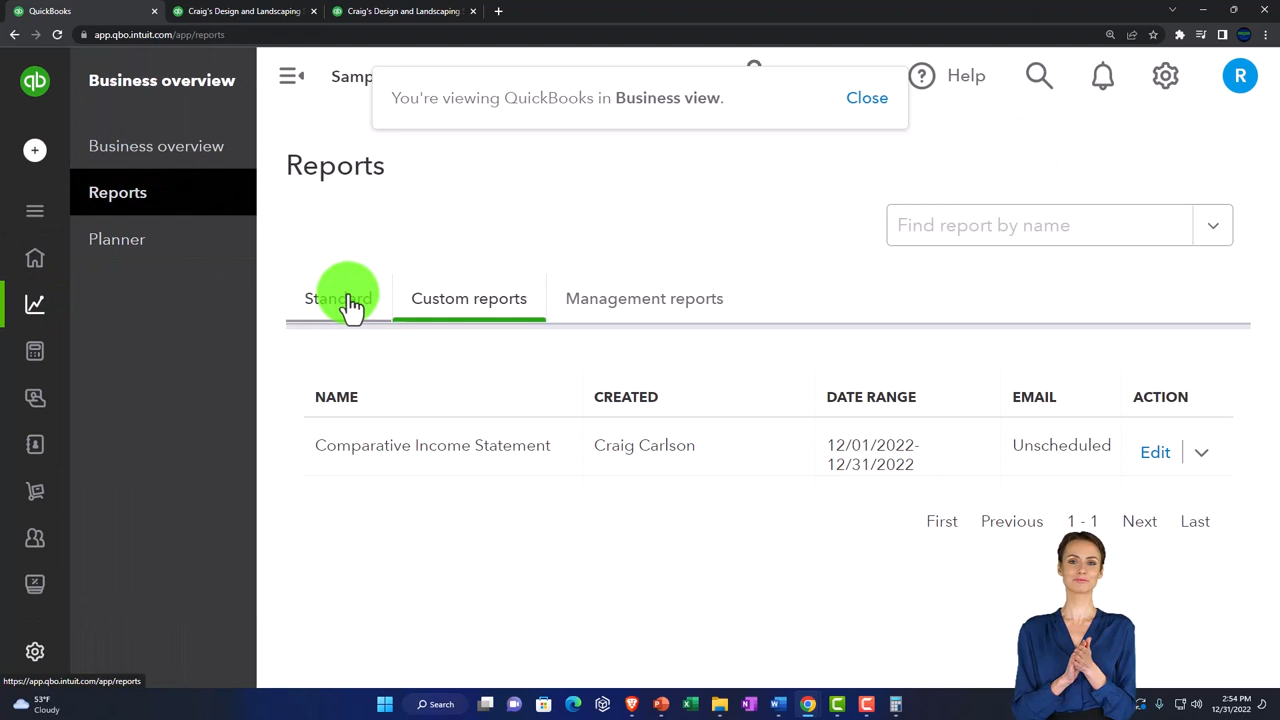 QuickBooks
Craig's Design and Landscaping
Craig's Design and Landscaping
qbo.intuit.com/app/reports
qb
Business overview
Business overview
Reports
Planner
Samp
You're viewing QuickBooks in Business view.
Close
Help
R
Reports
Find report by name
Standard
Custom reports
Management reports
NAME
CREATED
DATE RANGE
EMAIL
ACTION
Comparative Income Statement
Craig Carlson
12/01/2022-
12/31/2022
Unscheduled
Edit
First
Previous
1 - 1
Next
Last
https://app.qbo.intuit.com/app/reports
53°F
Cloudy
Search
2:54 PM
12/31/2022